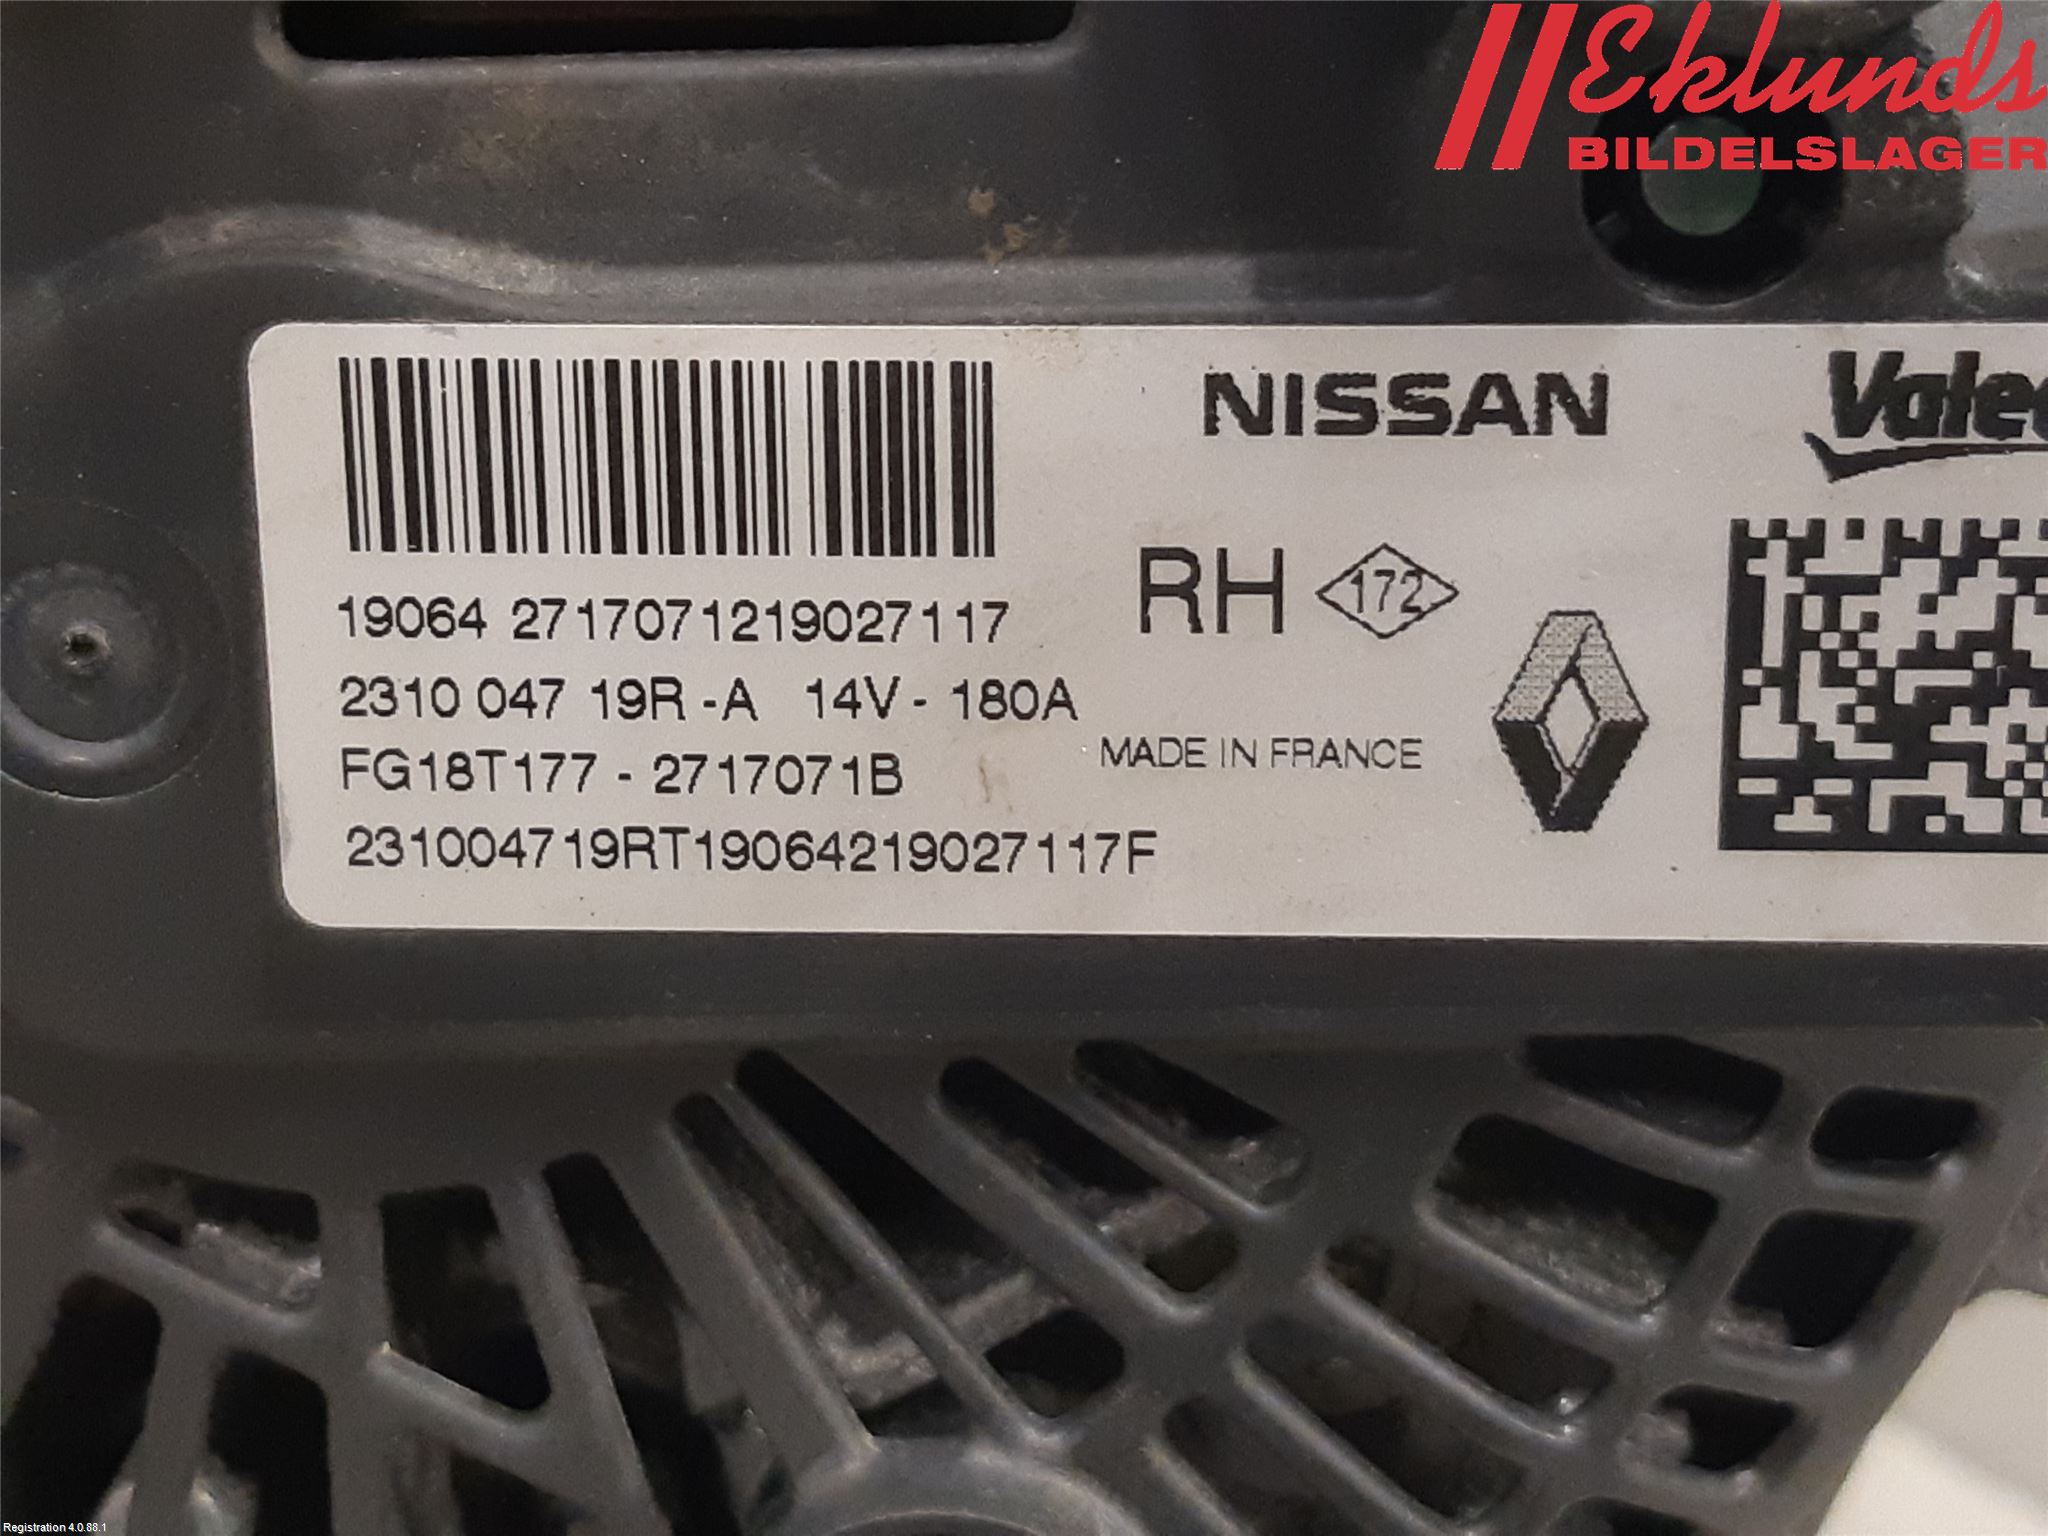 Eklunds
BILDELSLAGER
NISSAN
19064 2717071219027117
RH 172
2310 047 19R -A 14V - 180A
MADE IN FRANCE
FG18T177 - 2717071B
231004719RT19064219027117F
Registration 4.0.88.1